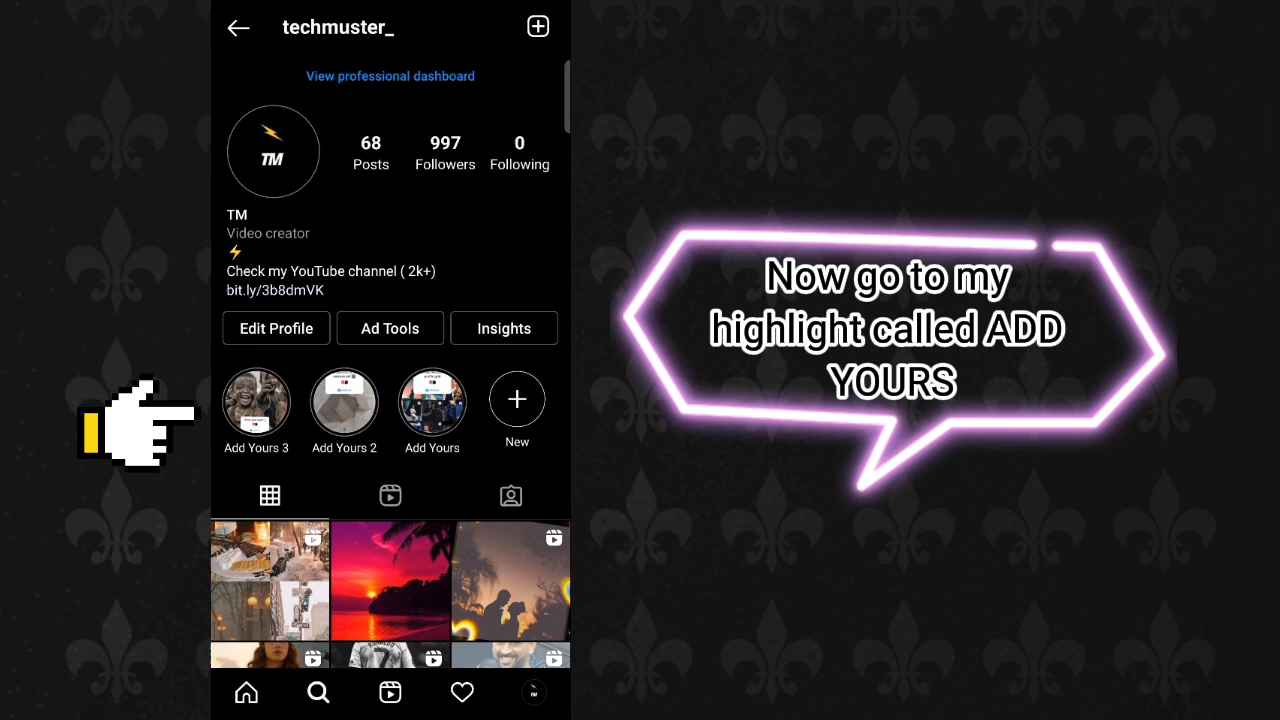 techmuster_
View professional dashboard
TM
68
Posts
997
Followers
0
Following
TM
Video creator
Check my YouTube channel ( 2k+)
bit.ly/3b8dmVK
Edit Profile
Ad Tools
Insights
Add Yours 3
Add Yours 2
Add Yours
New
Now go to my
highlight called ADD
YOURS